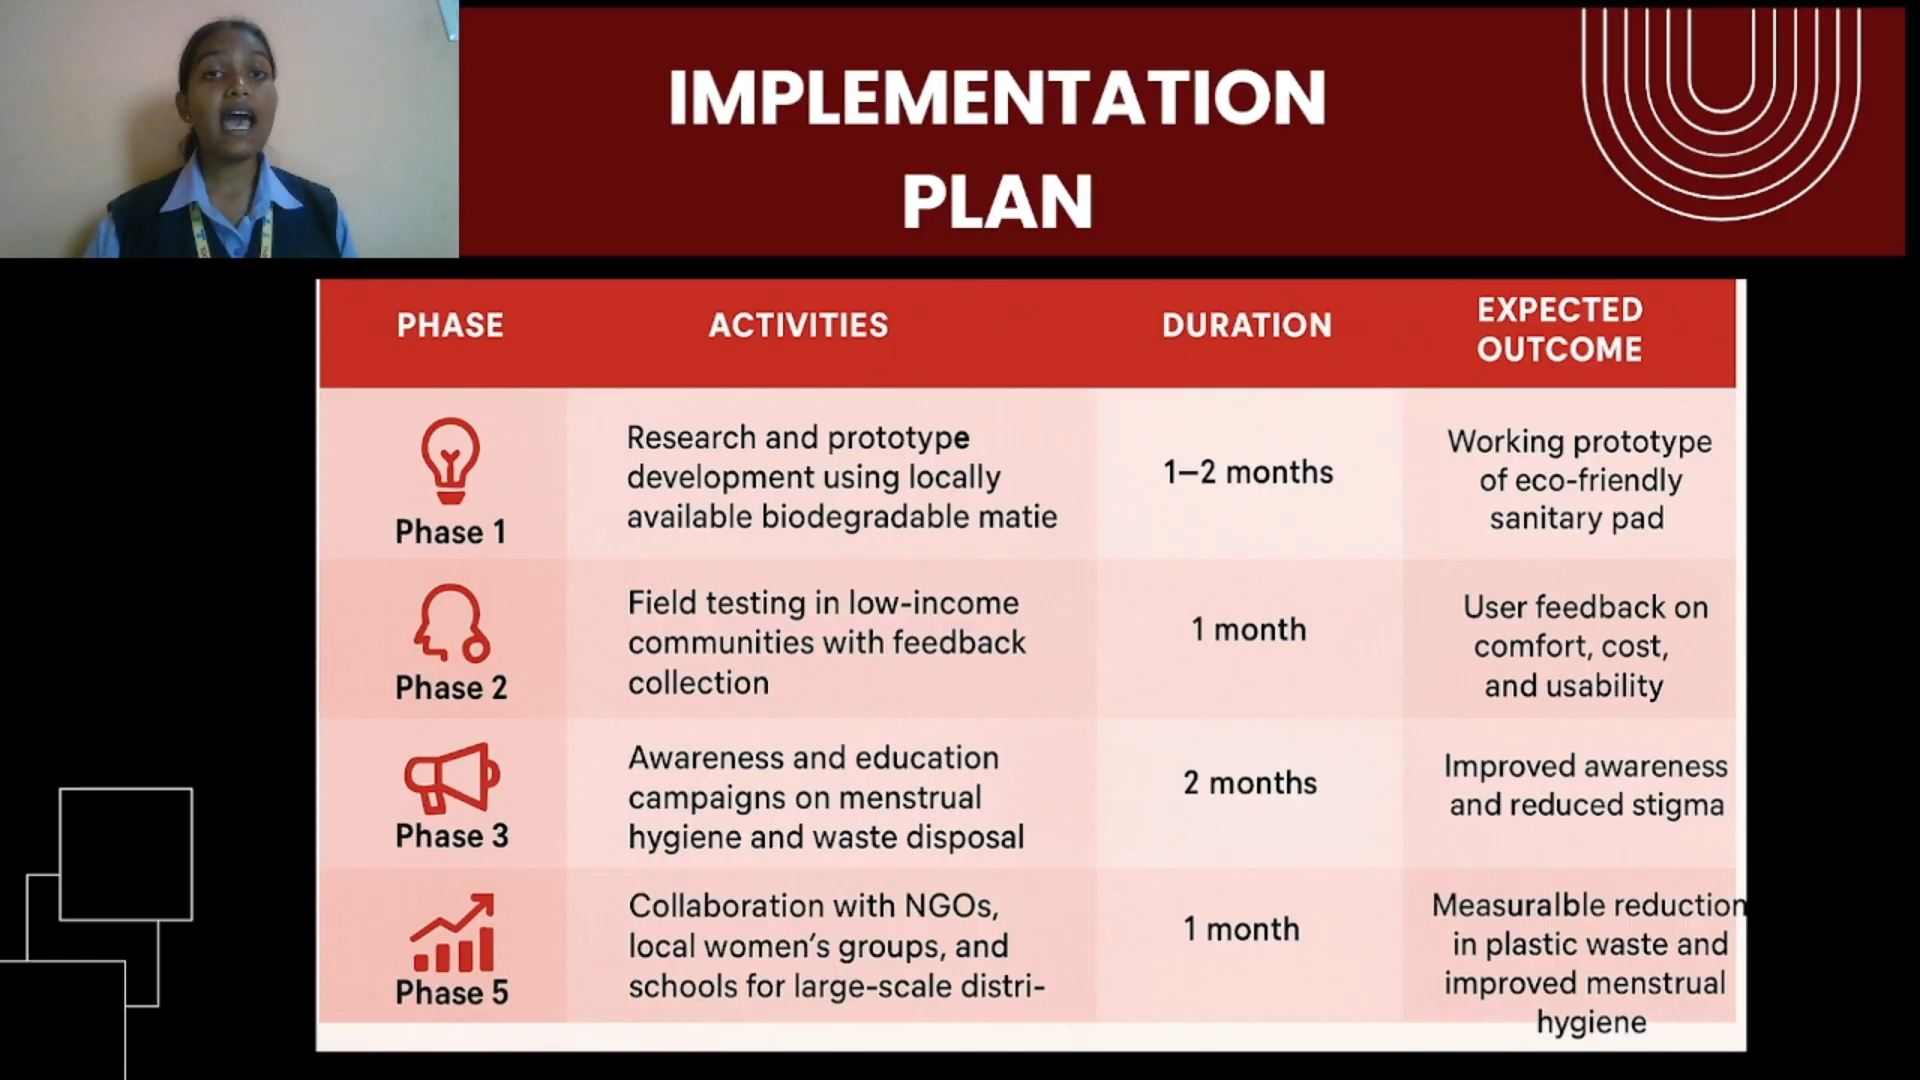 IMPLEMENTATION
PLAN
PHASE
ACTIVITIES
DURATION
EXPECTED
OUTCOME
Phase 1
Research and prototype
development using locally
available biodegradable matie
1–2 months
Working prototype
of eco-friendly
sanitary pad
Phase 2
Field testing in low-income
communities with feedback
collection
1 month
User feedback on
comfort, cost,
and usability
Phase 3
Awareness and education
campaigns on menstrual
hygiene and waste disposal
2 months
Improved awareness
and reduced stigma
Phase 5
Collaboration with NGOs,
local women's groups, and
schools for large-scale distri-
1 month
Measuralble reduction
in plastic waste and
improved menstrual
hygiene